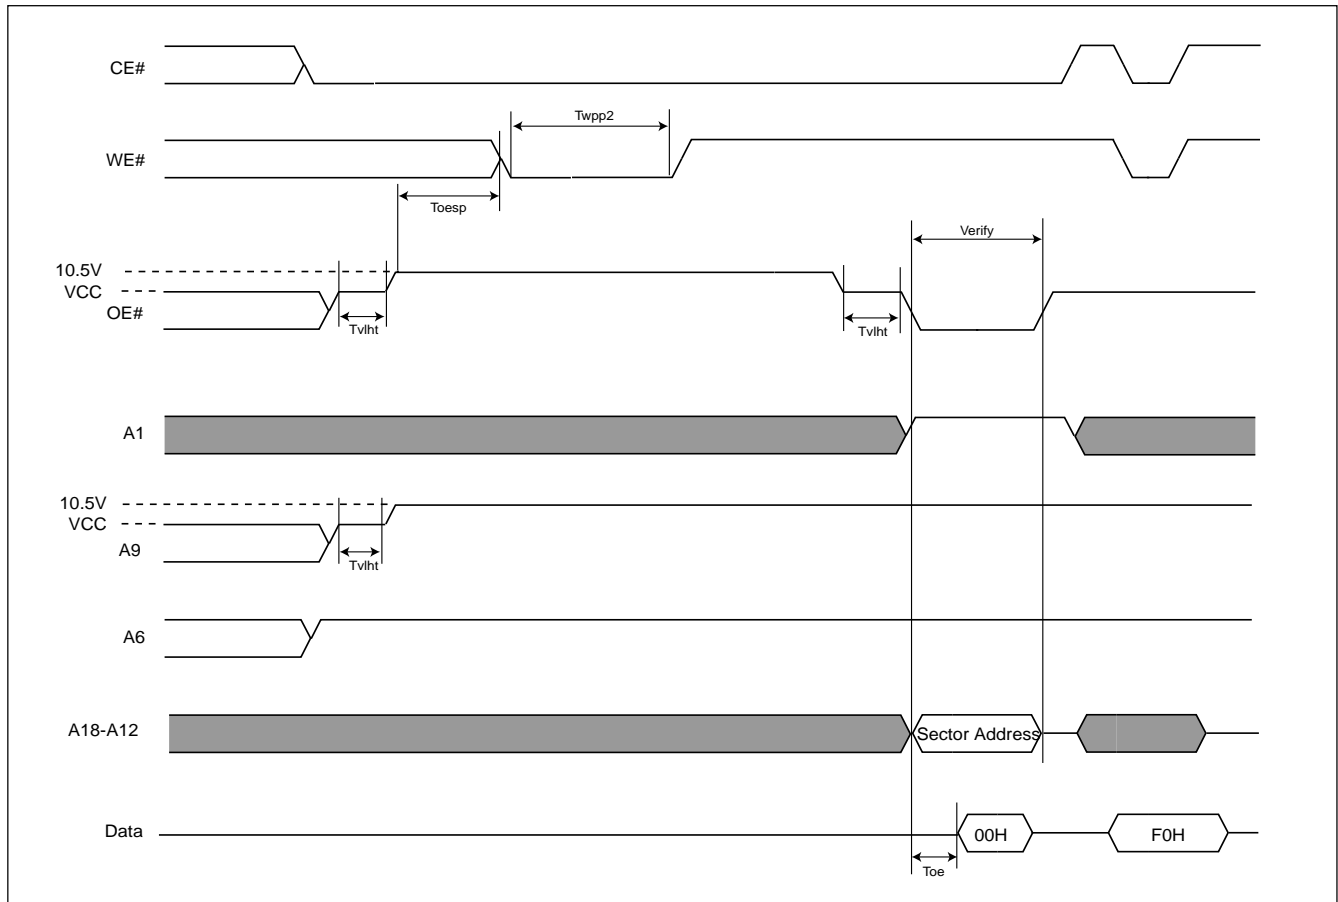 CE#
Twpp2
WE#
Toesp
Verify
10.5V
VCC
OE#
Tvlht
Tvlht
A1
10.5V
VCC
A9
Tvlht
A6
A18-A12
Sector Address
Data
00H
F0H
Toe